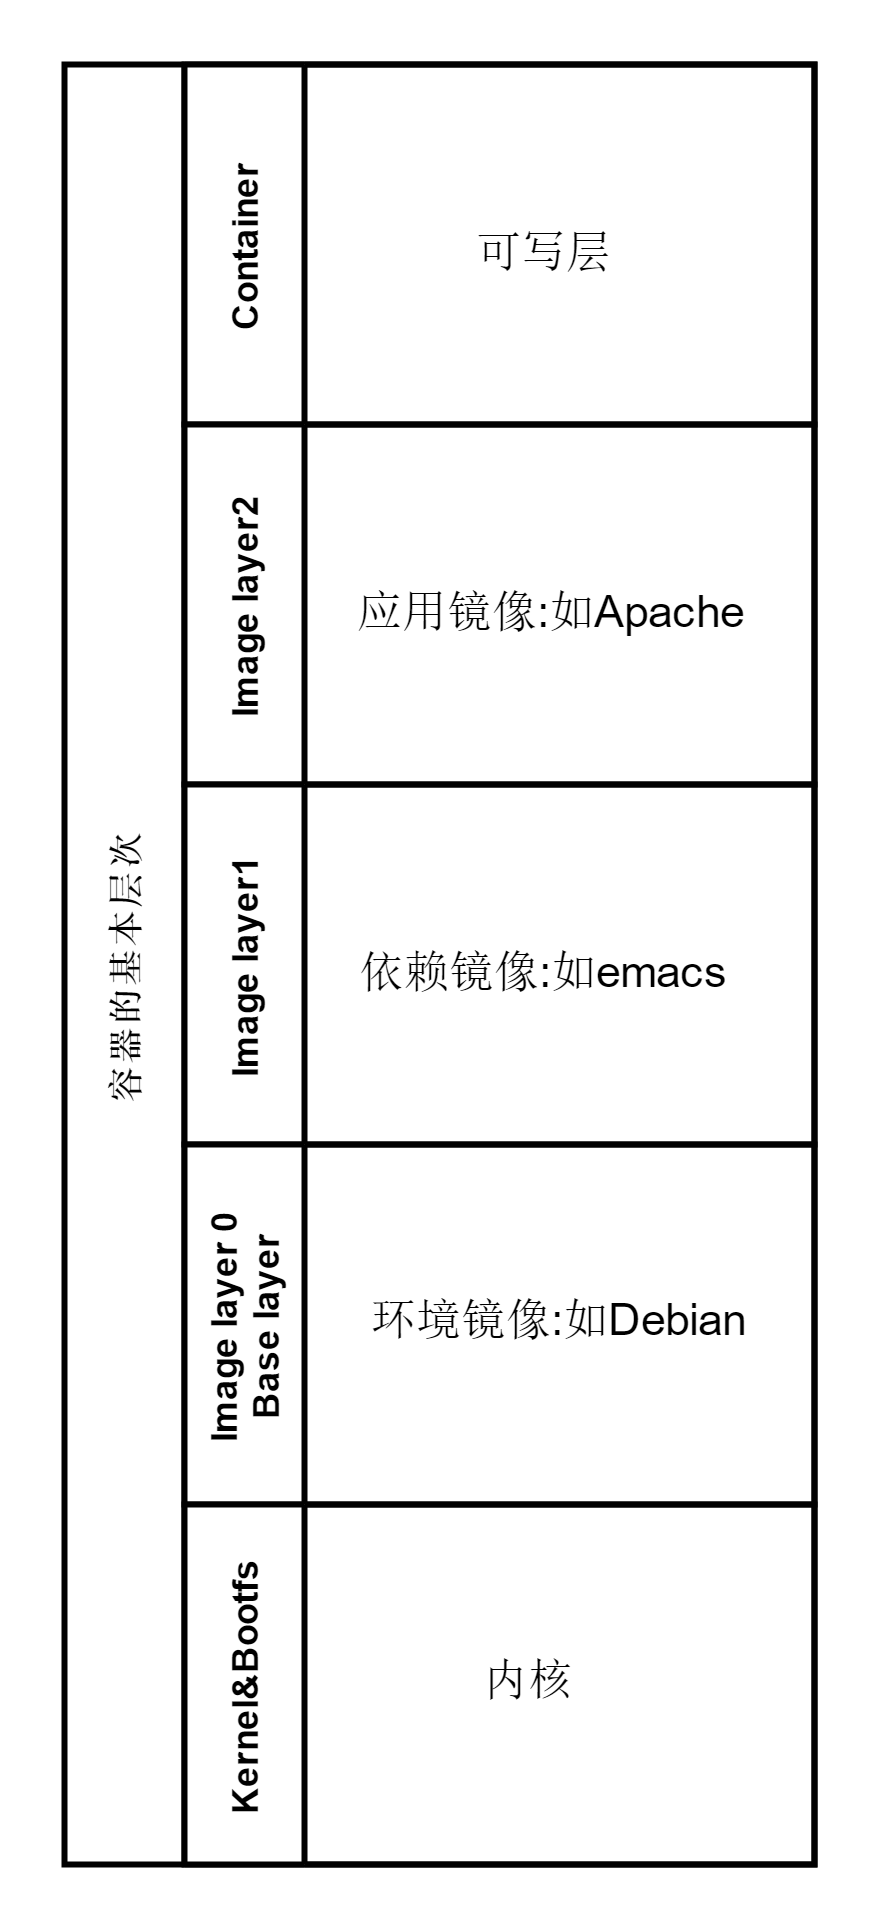 容器的基本层次
Container
可写层
Image layer2
应用镜像:如Apache
Image layer1
依赖镜像:如emacs
Image layer 0
Base layer
环境镜像:如Debian
Kernel&Bootfs
内核